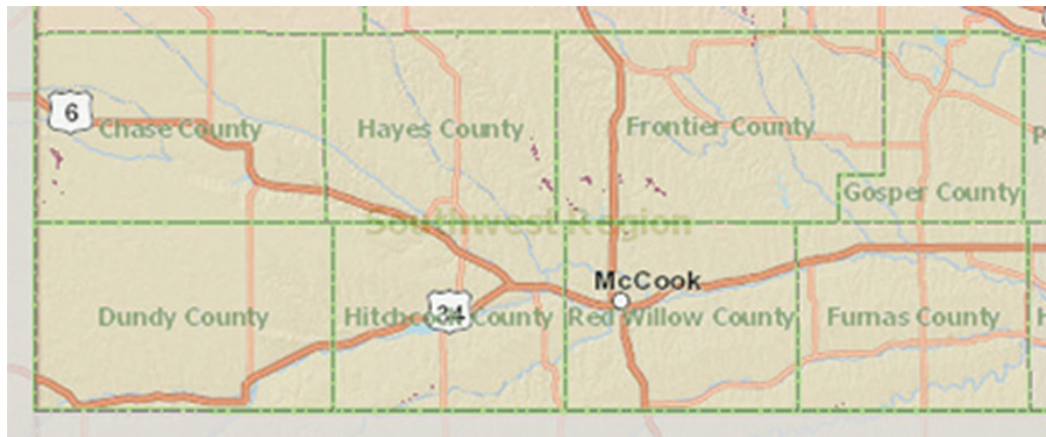 6
Chase County
Hayes County
Frontier County
Gosper County
Southwest Region
McCook
34
Dundy County
Hitchcock County
Red Willow County
Furnas County